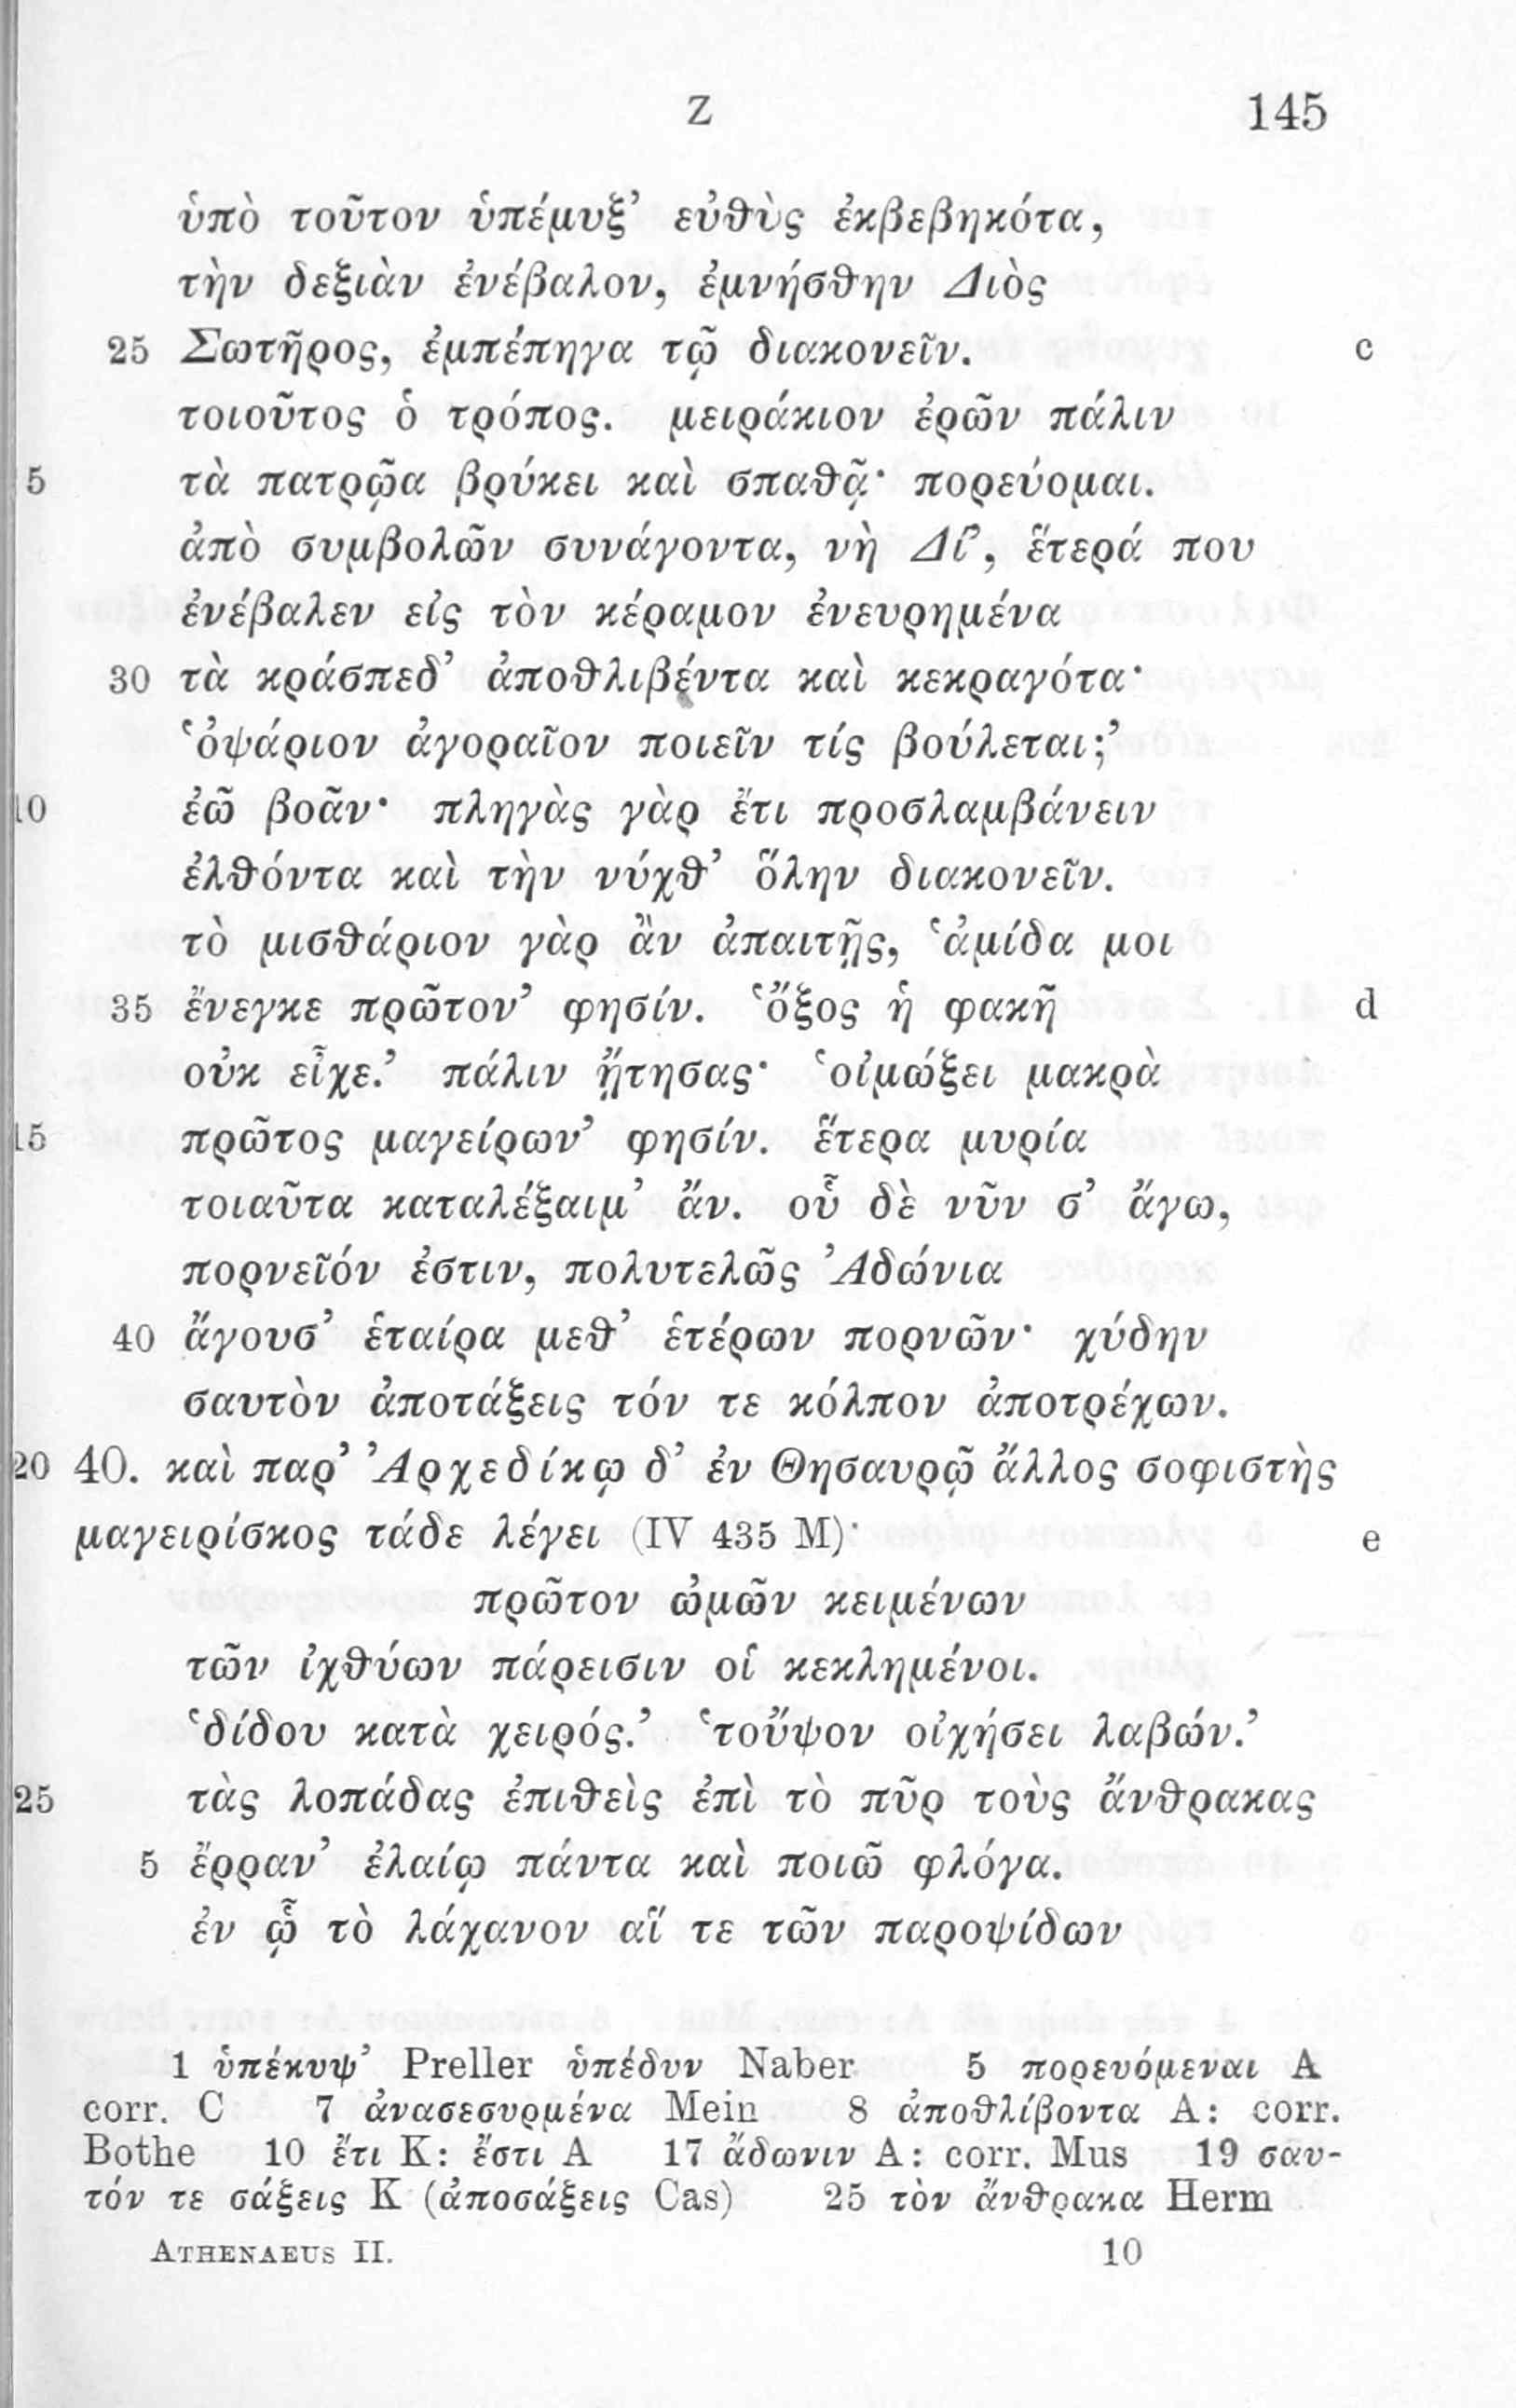 Z 145
ὑπὸ τοῦτον ὑπέμυξ’ εὐθὺς ἐκβεβηκότα,
τὴν δεξιὰν ἐνέβαλον, ἐμνήσθην Διὸς
25 Σωτῆρος, ἐμπέπηγα τῷ διακονεῖν. c
τοιοῦτος ὁ τρόπος. μειράκιον ἐρῶν πάλιν
5 τὰ πατρῷα βρύκει καὶ σπαθᾷ· πορεύομαι.
ἀπὸ συμβολῶν συνάγοντα, νὴ Δί’, ἕτερά που
ἐνέβαλεν εἰς τὸν κέραμον ἐνευρημένα
30 τὰ κράσπεδ’ ἀποθλιβέντα καὶ κεκραγότα·
‘ὀψάριον ἀγοραῖον ποιεῖν τίς βούλεται;’
10 ἐῶ βοᾶν· πληγὰς γὰρ ἔτι προσλαμβάνειν
ἐλθόντα καὶ τὴν νύχθ’ ὅλην διακονεῖν.
τὸ μισθάριον γὰρ ἂν ἀπαιτῇς, ‘ἀμίδα μοι
35 ἔνεγκε πρῶτον’ φησίν. ‘ὄξος ἡ φακῆ d
οὐκ εἶχε.’ πάλιν ᾔτησας· ‘οἰμώξει μακρὰ
15 πρῶτος μαγείρων’ φησίν. ἕτερα μυρία
τοιαῦτα καταλέξαιμ’ ἄν. οὗ δὲ νῦν σ’ ἄγω,
πορνεῖόν ἐστιν, πολυτελῶς Ἀδώνια
40 ἄγουσ’ ἑταίρα μεθ’ ἑτέρων πορνῶν· χύδην
σαυτὸν ἀποτάξεις τόν τε κόλπον ἀποτρέχων.
20 40. καὶ παρ’ Ἀρχεδίκῳ δ’ ἐν Θησαυρῷ ἄλλος σοφιστὴς
μαγειρίσκος τάδε λέγει (IV 435 M)· e
πρῶτον ὠμῶν κειμένων
τῶν ἰχθύων πάρεισιν οἱ κεκλημένοι.
‘δίδου κατὰ χειρός.’ ‘τοὔψον οἰχήσει λαβών.’
25 τὰς λοπάδας ἐπιθεὶς ἐπὶ τὸ πῦρ τοὺς ἄνθρακας
5 ἔρραν’ ἐλαίῳ πάντα καὶ ποιῶ φλόγα.
ἐν ᾧ τὸ λάχανον αἵ τε τῶν παροψίδων
1 ὑπέκυψ’ Preller ὑπέδυν Naber 5 πορευόμεναι A
corr. C 7 ἀνασεσυρμένα Mein 8 ἀποθλίβοντα A: corr.
Bothe 10 ἔτι K: ἔστι A 17 ἄδωνιν A: corr. Mus 19 σαυ-
τόν τε σάξεις K (ἀποσάξεις Cas) 25 τὸν ἄνθρακα Herm
ATHENAEUS II. 10